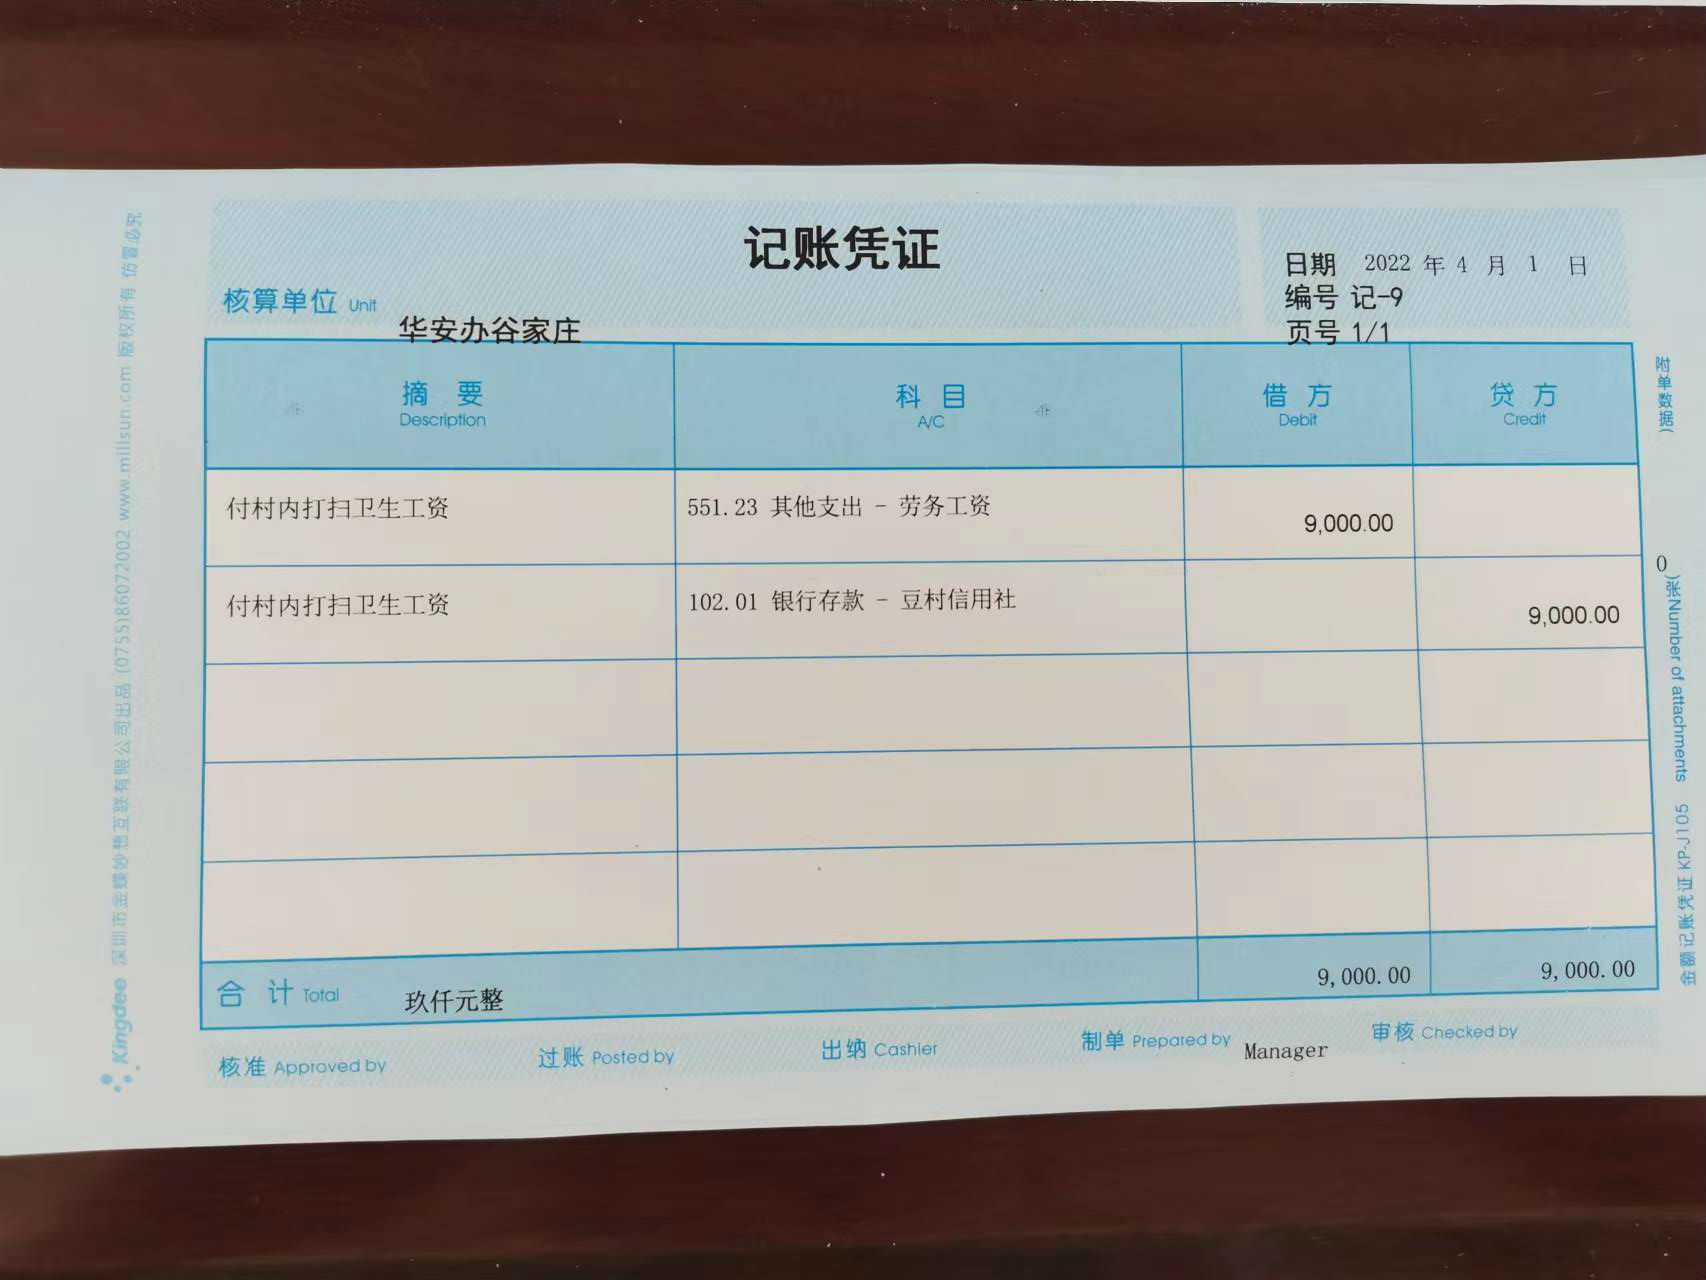 记账凭证
日期 2022 年 4 月 1 日
编号 记-9
页号 1/1
核算单位 Unit
华安办谷家庄
摘 要 科 目 借 方 贷 方
Description A/C Debit Credit
付村内打扫卫生工资 551.23 其他支出 - 劳务工资 9,000.00
付村内打扫卫生工资 102.01 银行存款 - 豆村信用社 9,000.00
合 计 Total 玖仟元整 9,000.00 9,000.00
核准 Approved by 过账 Posted by 出纳 Cashier 制单 Prepared by Manager 审核 Checked by
附单数据(
0
)张Number of attachments 金额记账凭证 KP-J105
Kingdee 深圳市金蝶妙想互联有限公司出品 (0755)86072002 www.millsun.com 版权所有 仿冒必究